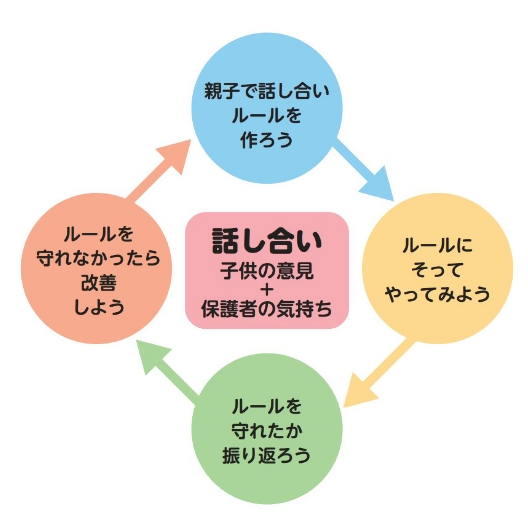 親子で話し合い
ルールを
作ろう
ルールに
そって
やってみよう
ルールを
守れたか
振り返ろう
ルールを
守れなかったら
改善
しよう
話し合い
子供の意見
＋
保護者の気持ち